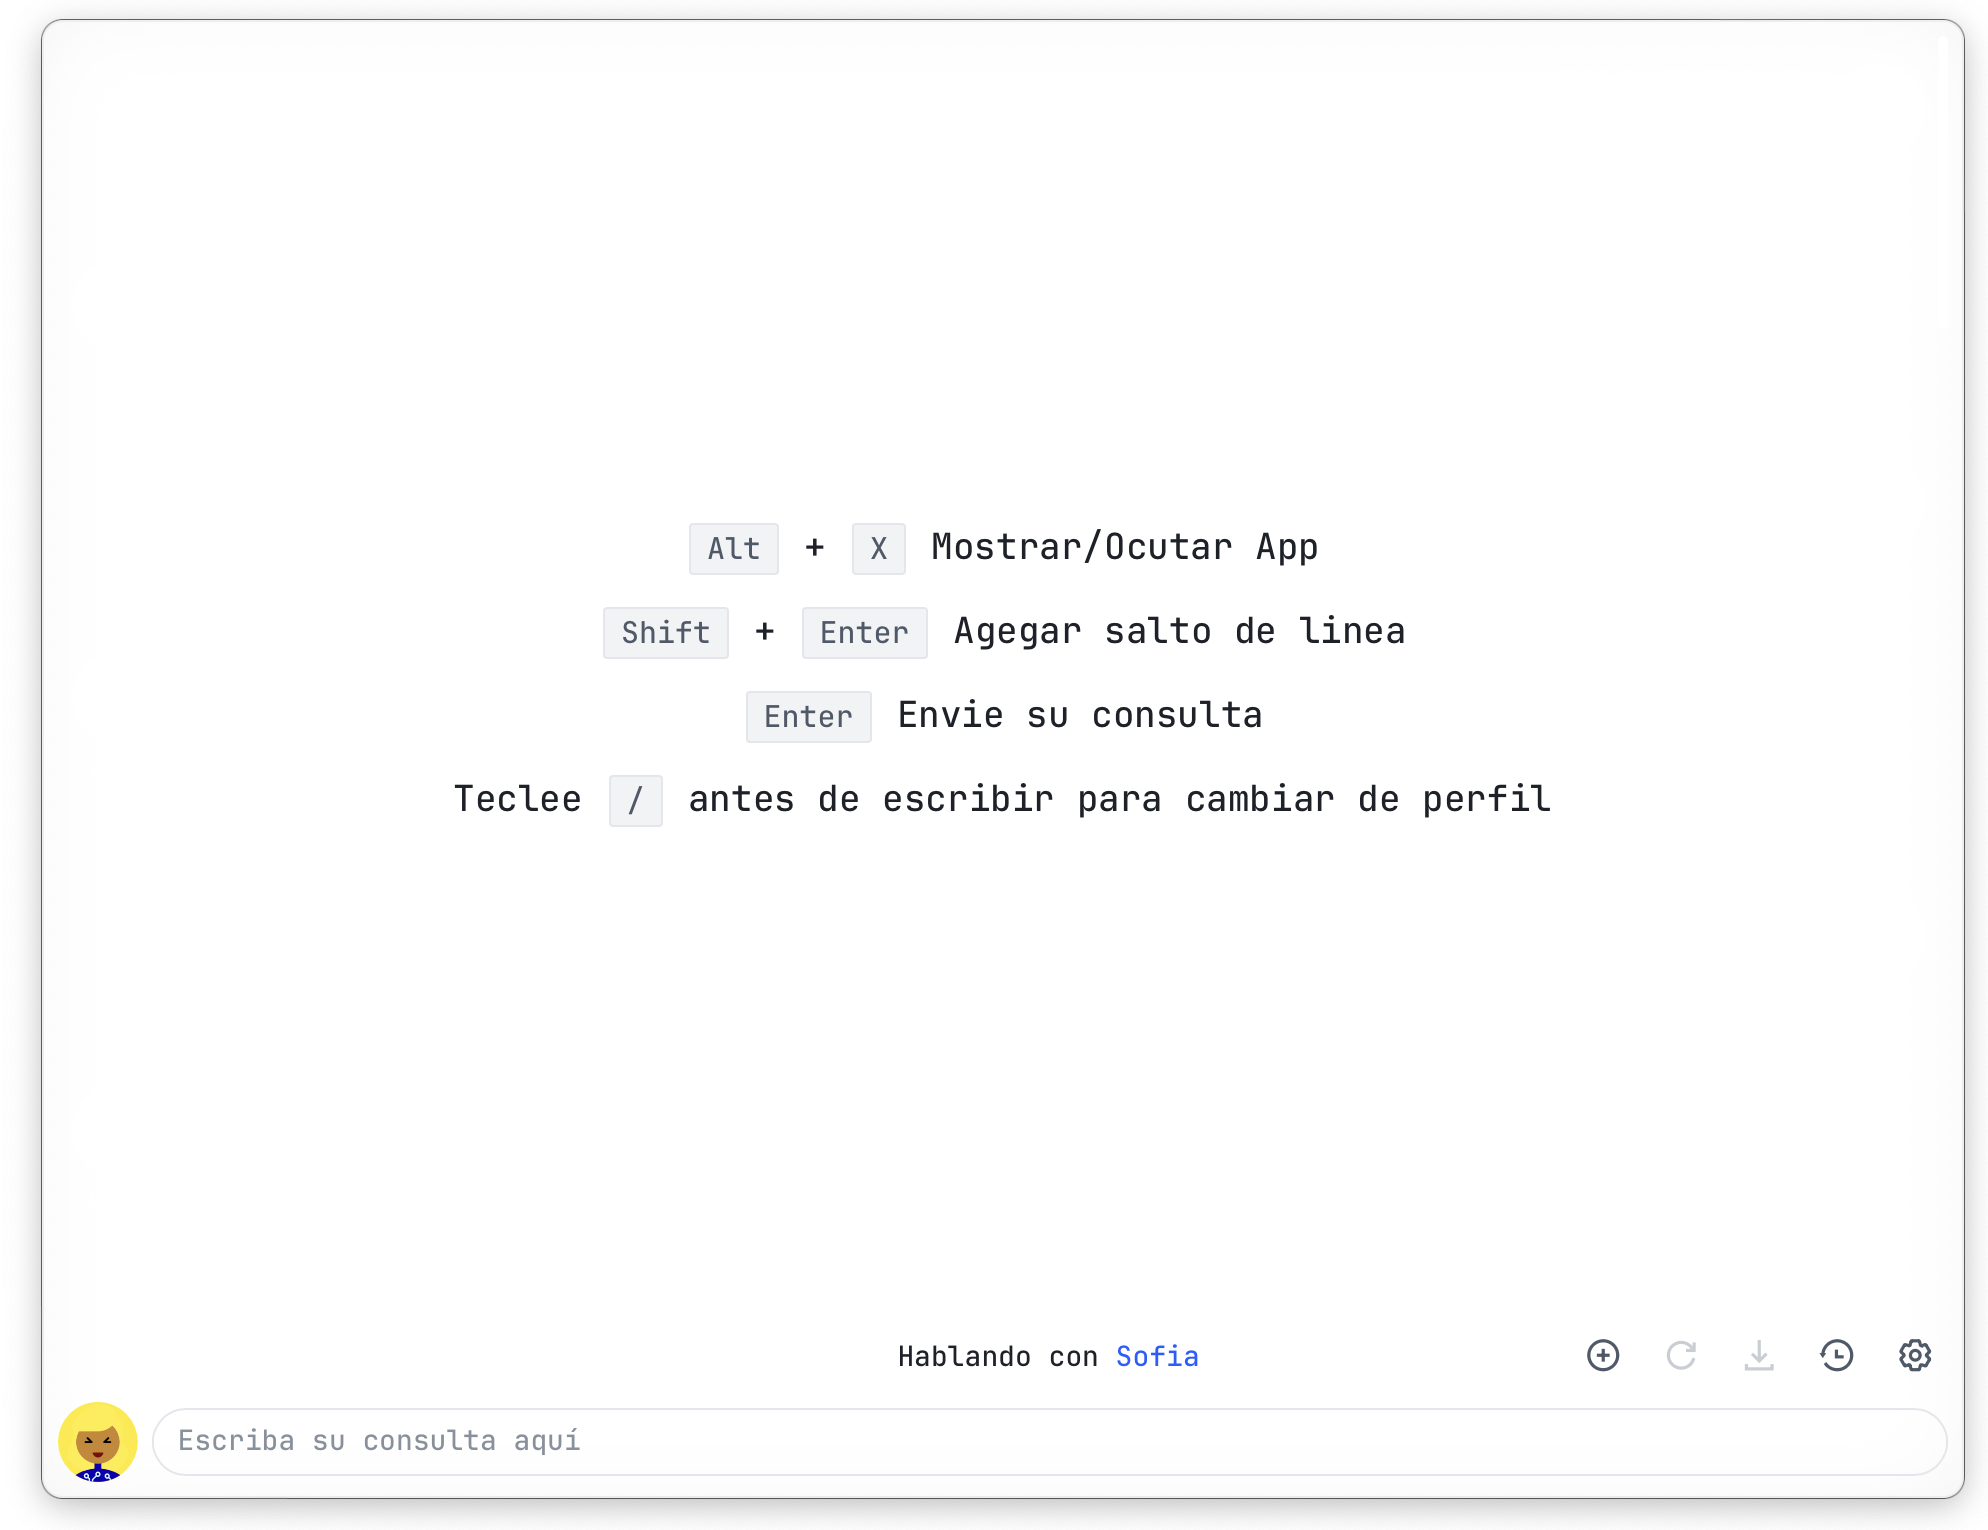 Alt + X Mostrar/Ocutar App
Shift + Enter Agegar salto de linea
Enter Envie su consulta
Teclee / antes de escribir para cambiar de perfil
Hablando con Sofia
Escriba su consulta aquí